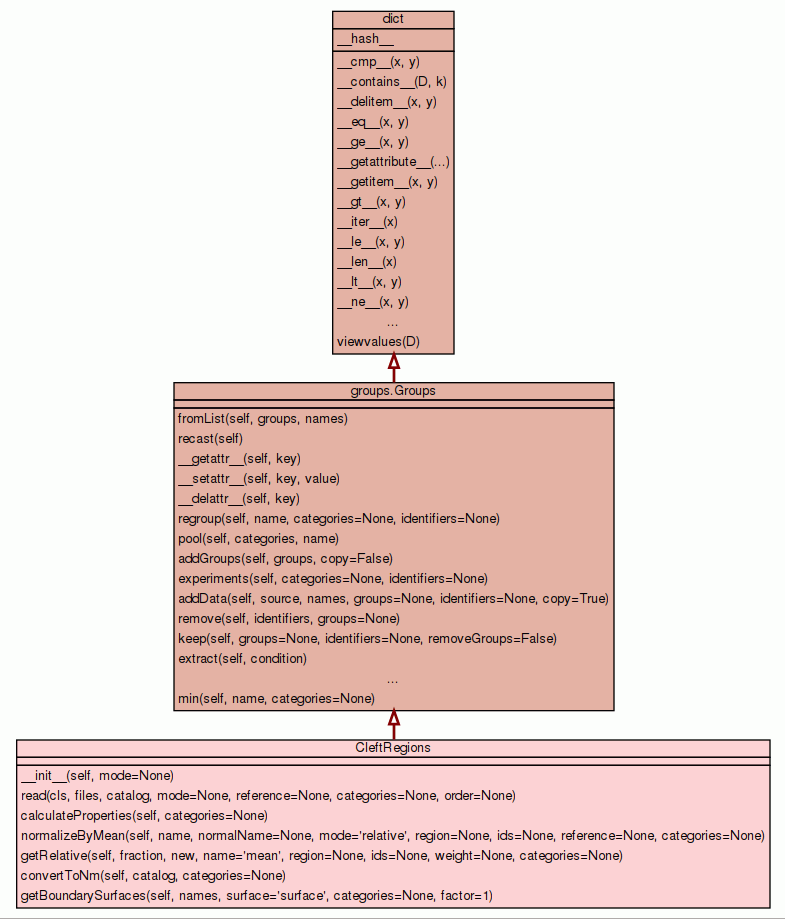 dict
__hash__
__cmp__(x, y)
__contains__(D, k)
__delitem__(x, y)
__eq__(x, y)
__ge__(x, y)
__getattribute__(...)
__getitem__(x, y)
__gt__(x, y)
__iter__(x)
__le__(x, y)
__len__(x)
__lt__(x, y)
__ne__(x, y)
...
viewvalues(D)
groups.Groups
fromList(self, groups, names)
recast(self)
__getattr__(self, key)
__setattr__(self, key, value)
__delattr__(self, key)
regroup(self, name, categories=None, identifiers=None)
pool(self, categories, name)
addGroups(self, groups, copy=False)
experiments(self, categories=None, identifiers=None)
addData(self, source, names, groups=None, identifiers=None, copy=True)
remove(self, identifiers, groups=None)
keep(self, groups=None, identifiers=None, removeGroups=False)
extract(self, condition)
...
min(self, name, categories=None)
CleftRegions
__init__(self, mode=None)
read(cls, files, catalog, mode=None, reference=None, categories=None, order=None)
calculateProperties(self, categories=None)
normalizeByMean(self, name, normalName=None, mode='relative', region=None, ids=None, reference=None, categories=None)
getRelative(self, fraction, new, name='mean', region=None, ids=None, weight=None, categories=None)
convertToNm(self, catalog, categories=None)
getBoundarySurfaces(self, names, surface='surface', categories=None, factor=1)